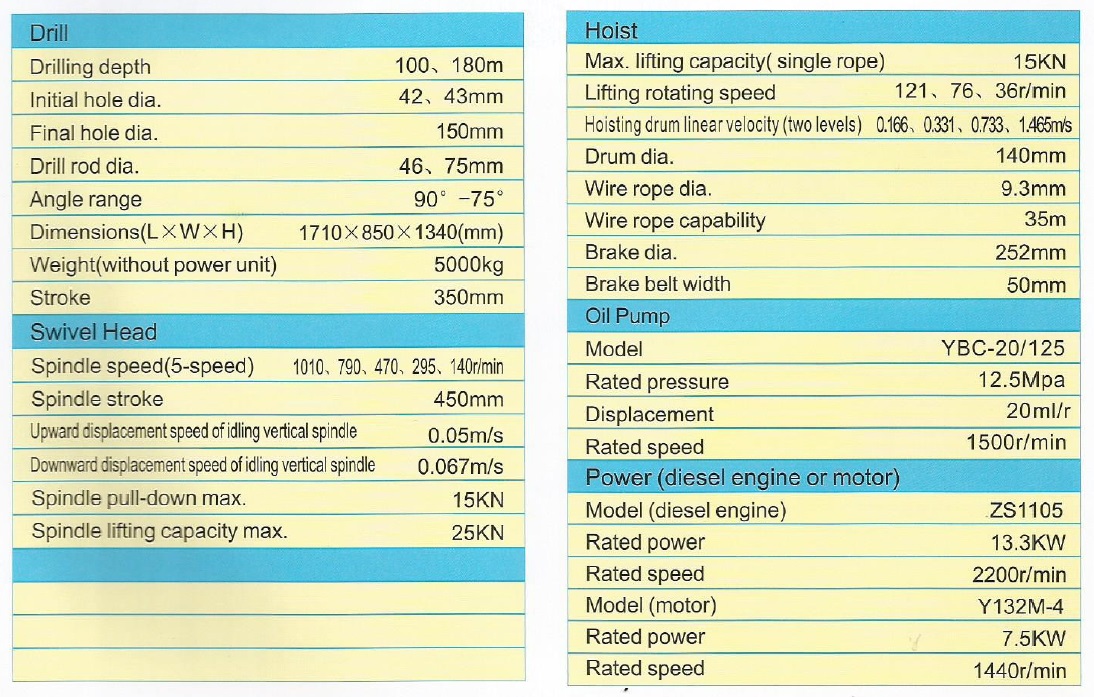 Drill
Drilling depth 100、180m
Initial hole dia. 42、43mm
Final hole dia. 150mm
Drill rod dia. 46、75mm
Angle range 90° -75°
Dimensions(L×W×H) 1710×850×1340(mm)
Weight(without power unit) 5000kg
Stroke 350mm
Swivel Head
Spindle speed(5-speed) 1010、790、470、295、140r/min
Spindle stroke 450mm
Upward displacement speed of idling vertical spindle 0.05m/s
Downward displacement speed of idling vertical spindle 0.067m/s
Spindle pull-down max. 15KN
Spindle lifting capacity max. 25KN
Hoist
Max. lifting capacity( single rope) 15KN
Lifting rotating speed 121、76、36r/min
Hoisting drum linear velocity (two levels) 0.166、0.331、0.733、1.465m/s
Drum dia. 140mm
Wire rope dia. 9.3mm
Wire rope capability 35m
Brake dia. 252mm
Brake belt width 50mm
Oil Pump
Model YBC-20/125
Rated pressure 12.5Mpa
Displacement 20ml/r
Rated speed 1500r/min
Power (diesel engine or motor)
Model (diesel engine) ZS1105
Rated power 13.3KW
Rated speed 2200r/min
Model (motor) Y132M-4
Rated power 7.5KW
Rated speed 1440r/min